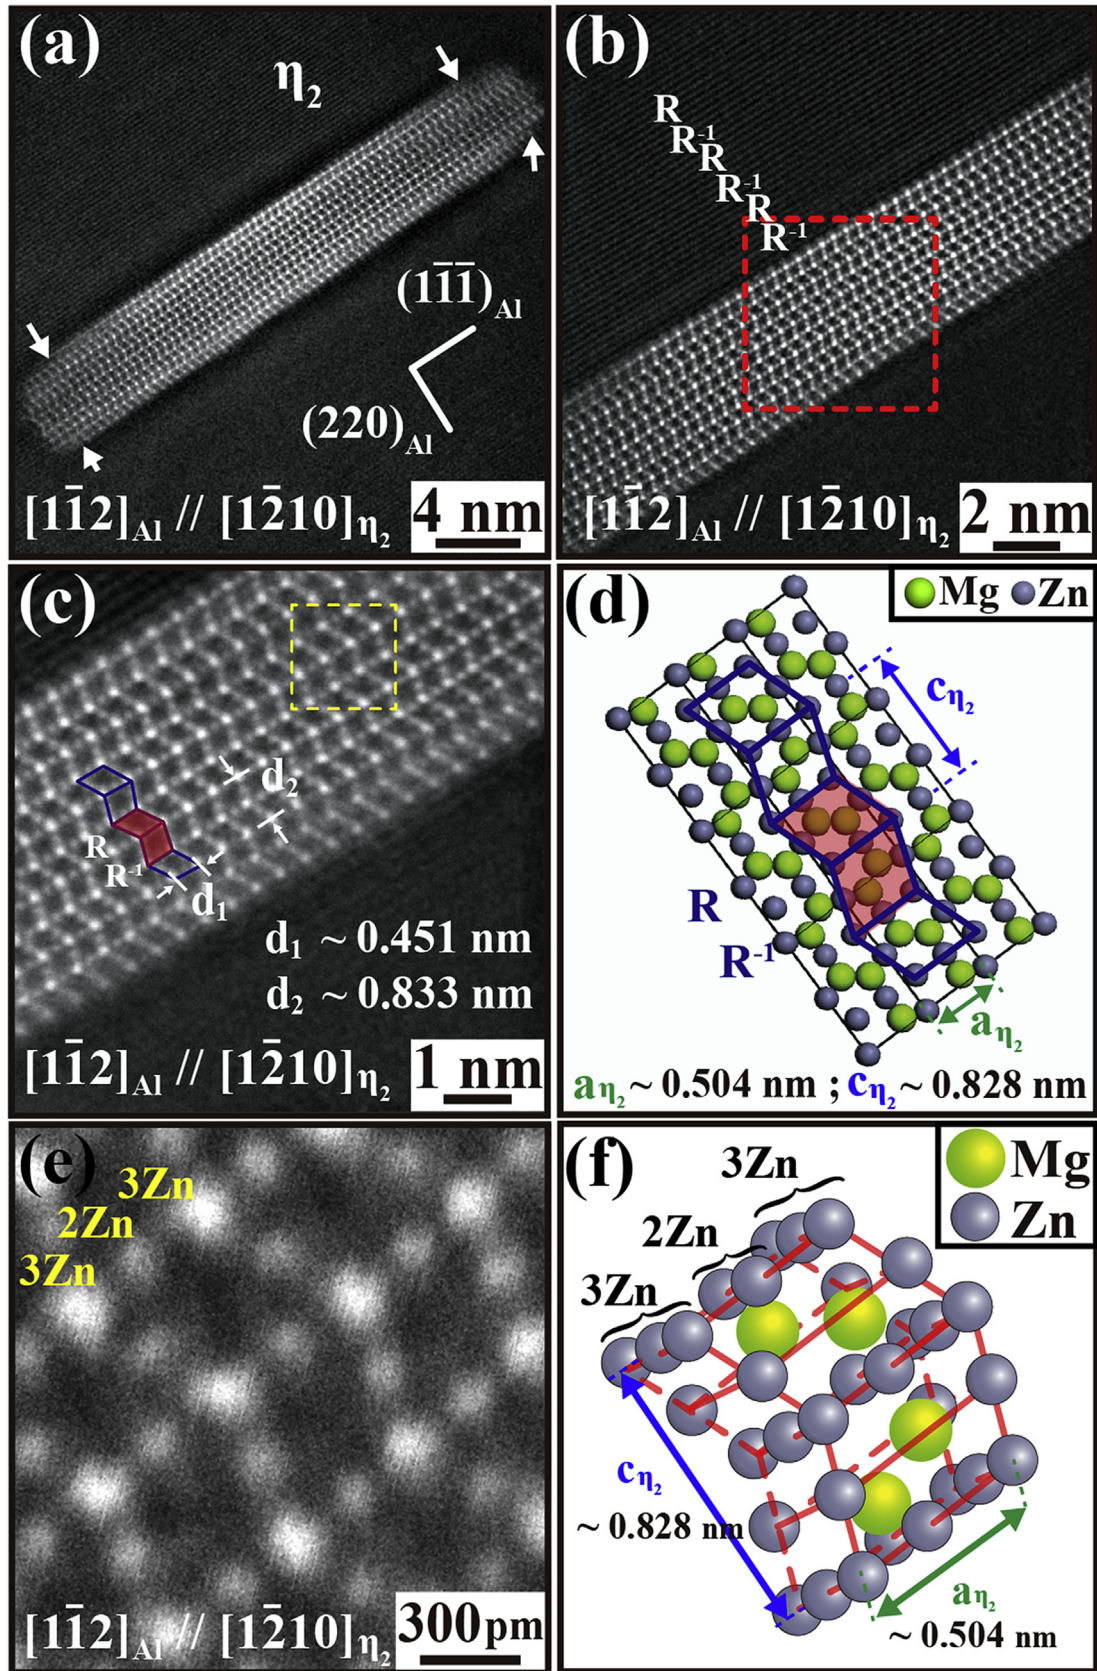 (a)
η₂
(11̅1̅)Al
(220)Al
[11̅2]Al // [12̅10]η₂
4 nm
(b)
R
R⁻¹
R
R⁻¹
R
R⁻¹
[11̅2]Al // [12̅10]η₂
2 nm
(c)
d₂
R
R⁻¹
d₁
d₁ ~ 0.451 nm
d₂ ~ 0.833 nm
[11̅2]Al // [12̅10]η₂
1 nm
(d)
Mg Zn
cη₂
R
R⁻¹
aη₂
aη₂ ~ 0.504 nm ; cη₂ ~ 0.828 nm
(e)
3Zn
2Zn
3Zn
[11̅2]Al // [12̅10]η₂
300pm
(f)
Mg
Zn
3Zn
2Zn
3Zn
cη₂
~ 0.828 nm
aη₂
~ 0.504 nm